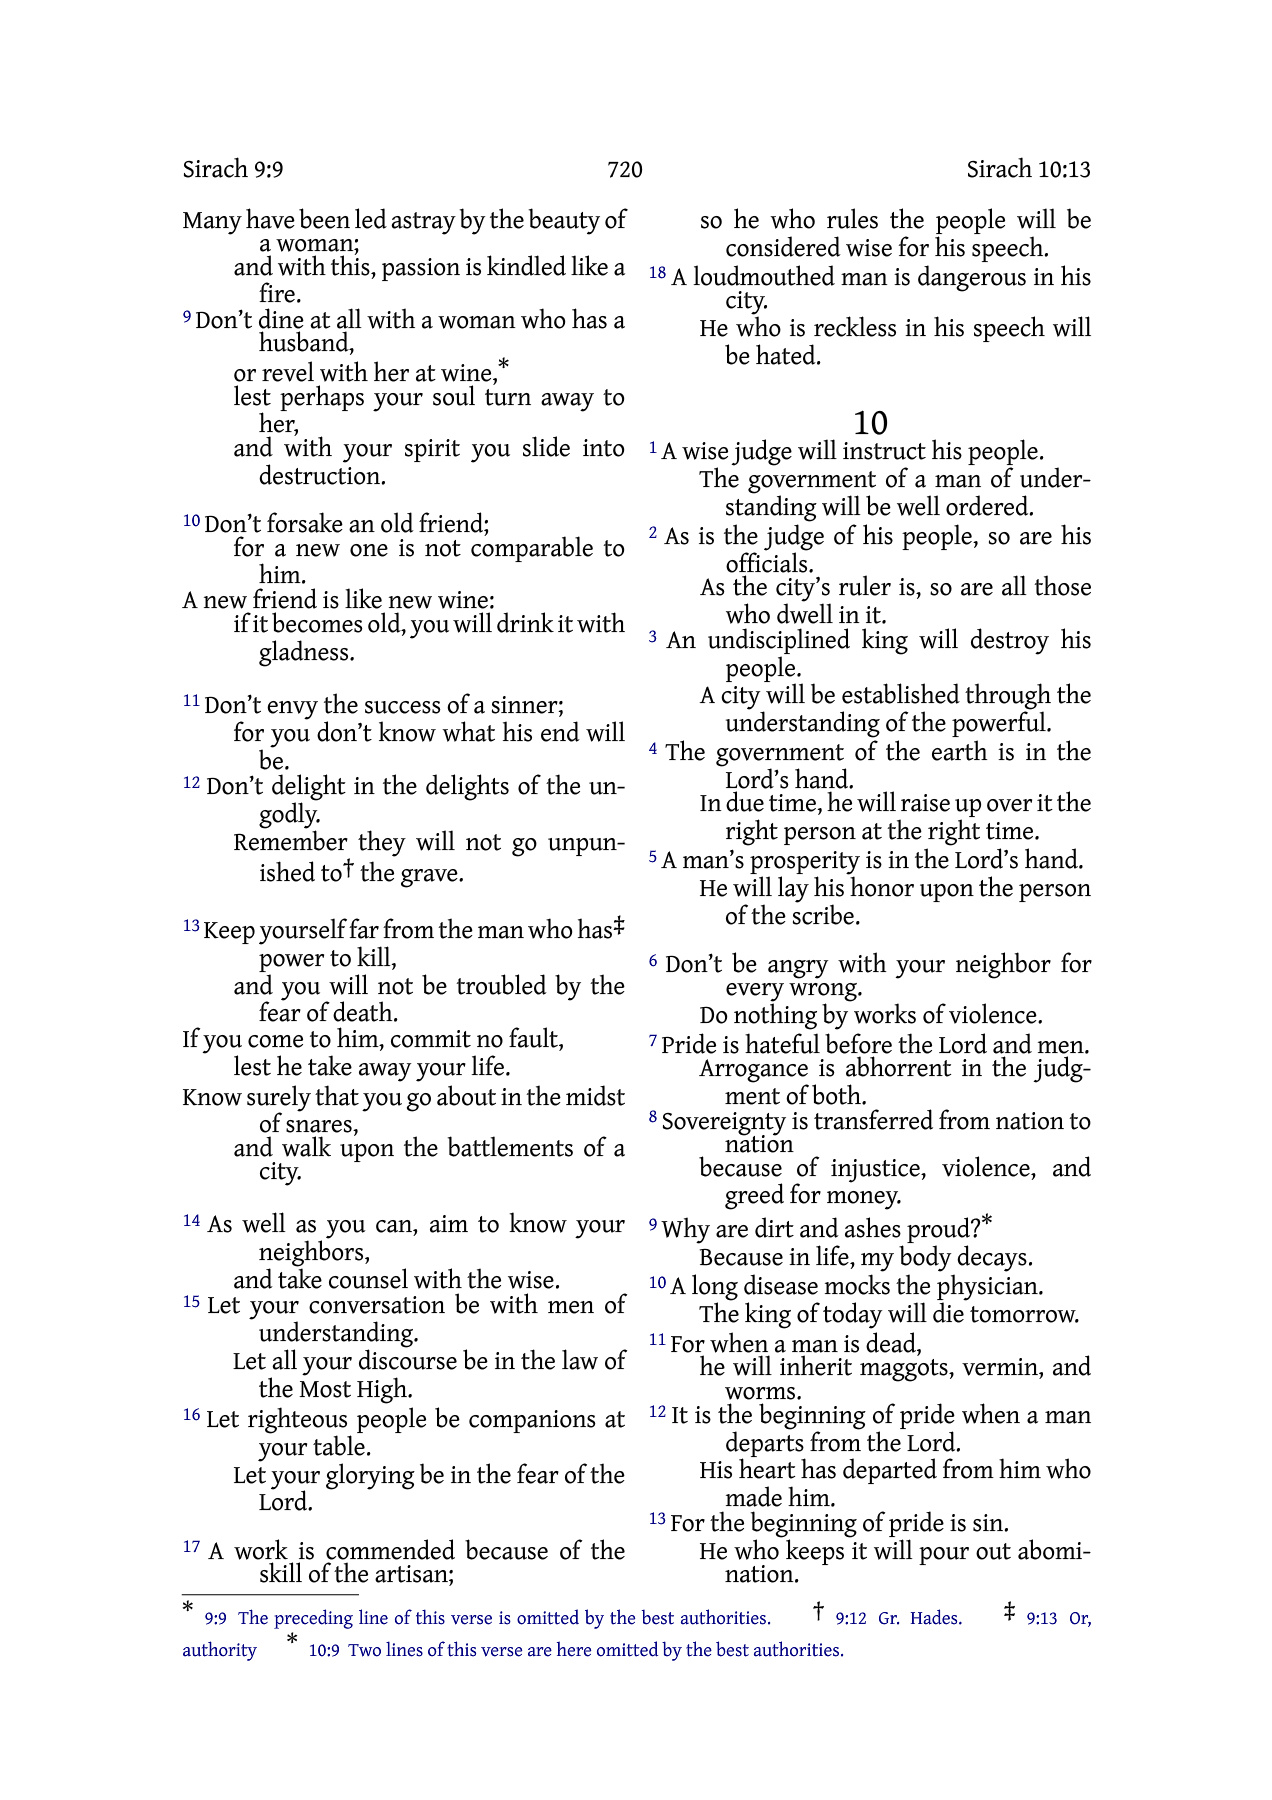 Sirach 9:9 720 Sirach 10:13
Many have been led astray by the beauty of
a woman;
and with this, passion is kindled like a
fire.
9 Don’t dine at all with a woman who has a
husband,
or revel with her at wine,*
lest perhaps your soul turn away to
her,
and with your spirit you slide into
destruction.
10 Don’t forsake an old friend;
for a new one is not comparable to
him.
A new friend is like new wine:
if it becomes old, you will drink it with
gladness.
11 Don’t envy the success of a sinner;
for you don’t know what his end will
be.
12 Don’t delight in the delights of the un-
godly.
Remember they will not go unpun-
ished to† the grave.
13 Keep yourself far from the man who has‡
power to kill,
and you will not be troubled by the
fear of death.
If you come to him, commit no fault,
lest he take away your life.
Know surely that you go about in the midst
of snares,
and walk upon the battlements of a
city.
14 As well as you can, aim to know your
neighbors,
and take counsel with the wise.
15 Let your conversation be with men of
understanding.
Let all your discourse be in the law of
the Most High.
16 Let righteous people be companions at
your table.
Let your glorying be in the fear of the
Lord.
17 A work is commended because of the
skill of the artisan;
so he who rules the people will be
considered wise for his speech.
18 A loudmouthed man is dangerous in his
city.
He who is reckless in his speech will
be hated.
10
1 A wise judge will instruct his people.
The government of a man of under-
standing will be well ordered.
2 As is the judge of his people, so are his
officials.
As the city’s ruler is, so are all those
who dwell in it.
3 An undisciplined king will destroy his
people.
A city will be established through the
understanding of the powerful.
4 The government of the earth is in the
Lord’s hand.
In due time, he will raise up over it the
right person at the right time.
5 A man’s prosperity is in the Lord’s hand.
He will lay his honor upon the person
of the scribe.
6 Don’t be angry with your neighbor for
every wrong.
Do nothing by works of violence.
7 Pride is hateful before the Lord and men.
Arrogance is abhorrent in the judg-
ment of both.
8 Sovereignty is transferred from nation to
nation
because of injustice, violence, and
greed for money.
9 Why are dirt and ashes proud?*
Because in life, my body decays.
10 A long disease mocks the physician.
The king of today will die tomorrow.
11 For when a man is dead,
he will inherit maggots, vermin, and
worms.
12 It is the beginning of pride when a man
departs from the Lord.
His heart has departed from him who
made him.
13 For the beginning of pride is sin.
He who keeps it will pour out abomi-
nation.
* 9:9 The preceding line of this verse is omitted by the best authorities. † 9:12 Gr. Hades. ‡ 9:13 Or,
authority * 10:9 Two lines of this verse are here omitted by the best authorities.